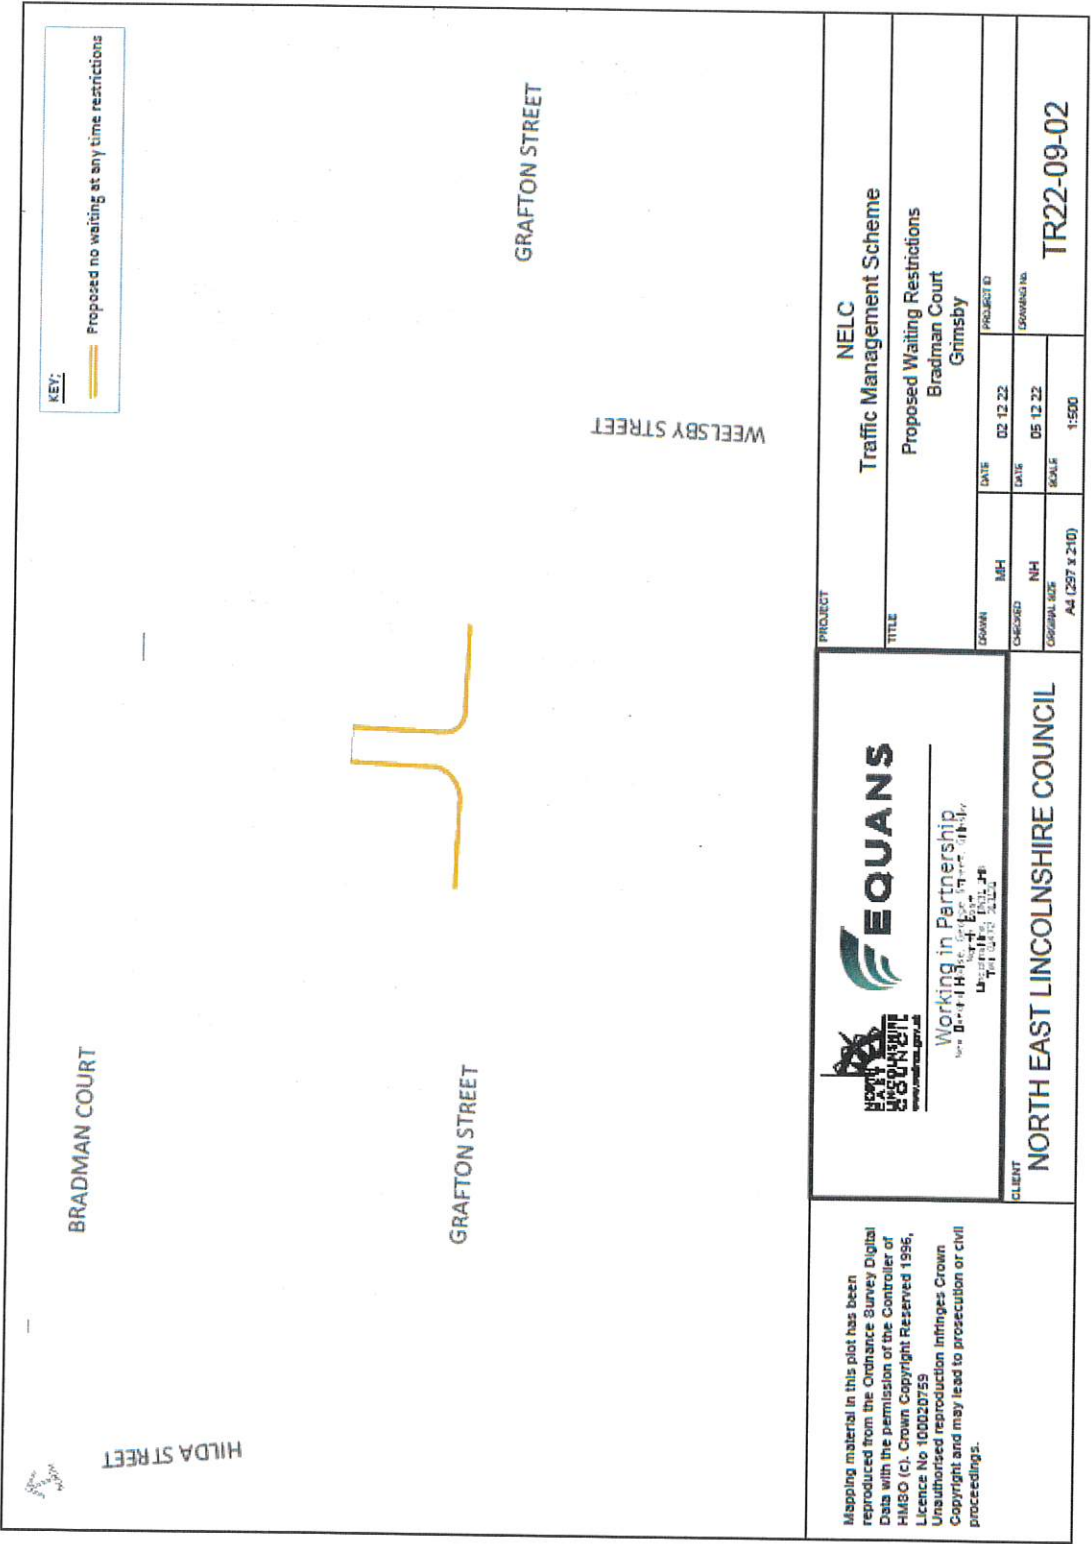 KEY:
Proposed no waiting at any time restrictions
HILDA STREET
BRADMAN COURT
GRAFTON STREET
WEELSBY STREET
GRAFTON STREET
Mapping material in this plot has been
reproduced from the Ordnance Survey Digital
Data with the permission of the Controller of
HMSO (c). Crown Copyright Reserved 1996,
Licence No 100020759
Unauthorised reproduction infringes Crown
Copyright and may lead to prosecution or civil
proceedings.
NORTH
EAST
LINCOLNSHIRE
COUNCIL
www.nelincs.gov.uk
EQUANS
Working in Partnership
CLIENT
NORTH EAST LINCOLNSHIRE COUNCIL
PROJECT
NELC
Traffic Management Scheme
TITLE
Proposed Waiting Restrictions
Bradman Court
Grimsby
DRAWN
MH
DATE
02 12 22
PROJECT ID
CHECKED
NH
DATE
05 12 22
DRAWING No.
TR22-09-02
ORIGINAL SIZE
A4 (297 x 210)
SCALE
1:500